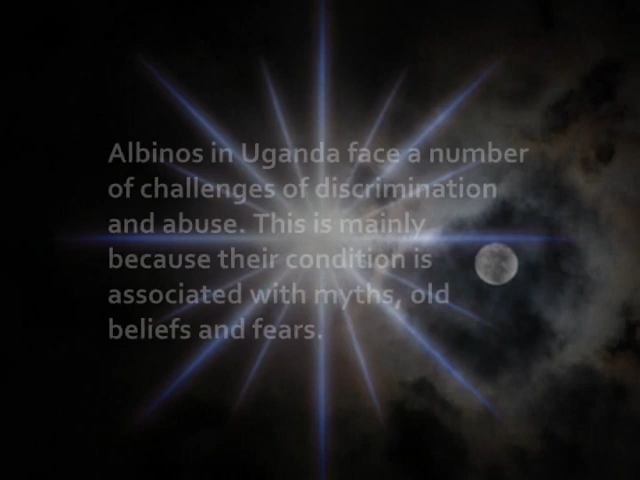 Albinos in Uganda face a number
of challenges of discrimination
and abuse. This is mainly
because their condition is
associated with myths, old
beliefs and fears.